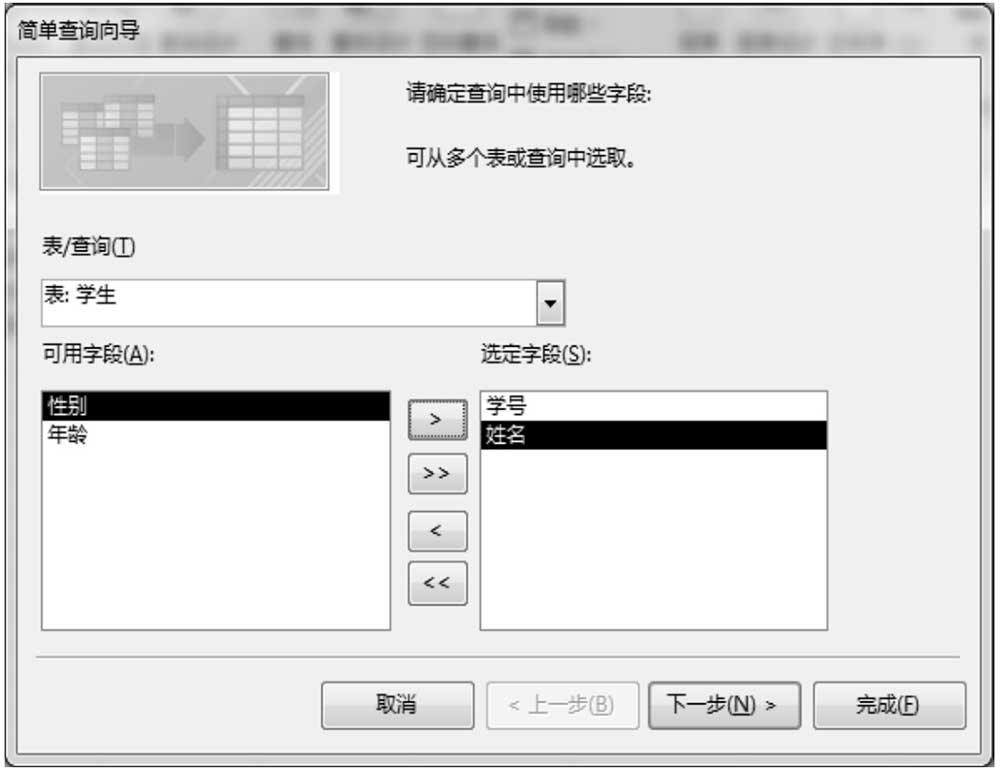 简单查询向导
请确定查询中使用哪些字段:
可从多个表或查询中选取。
表/查询(T)
表: 学生
可用字段(A):
选定字段(S):
性别
年龄
>
>>
<
<<
学号
姓名
取消
< 上一步(B)
下一步(N) >
完成(F)